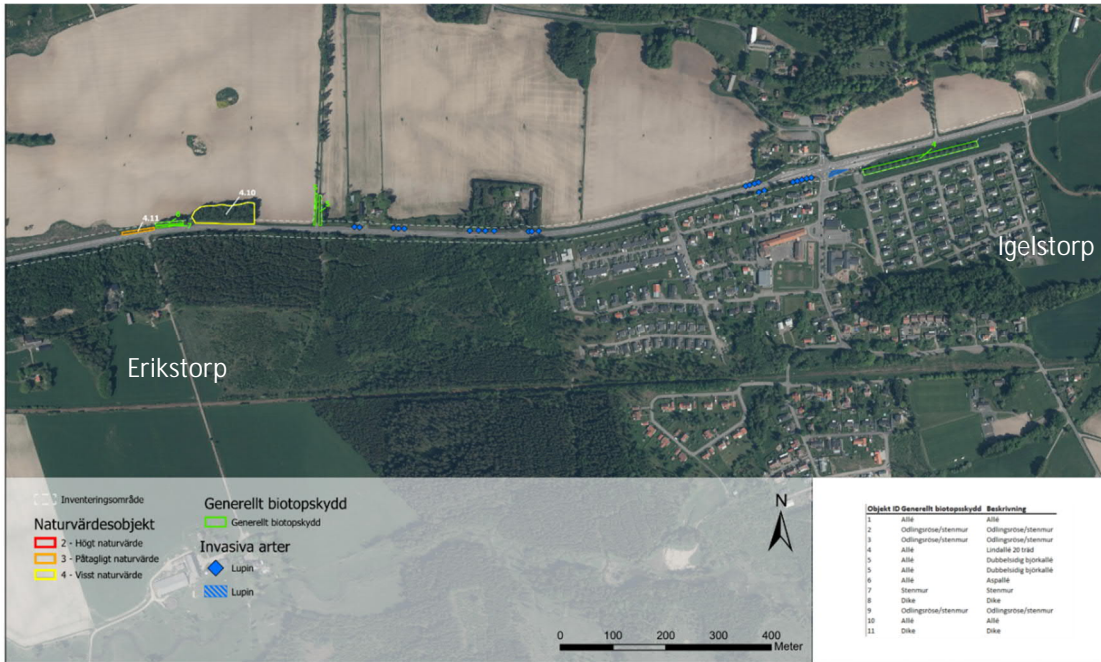 4.10
4.11
4
Igelstorp
Erikstorp
Inventeringsområde
Naturvärdesobjekt
2 - Högt naturvärde
3 - Påtagligt naturvärde
4 - Visst naturvärde
Generellt biotopskydd
Generellt biotopskydd
Invasiva arter
Lupin
Lupin
N
0 100 200 300 400
Meter
Objekt ID Generellt biotopsskydd Beskrivning
1 Allé Allé
2 Odlingsröse/stenmur Odlingsröse/stenmur
3 Odlingsröse/stenmur Odlingsröse/stenmur
4 Allé Lindallé 20 träd
5 Allé Dubbelsidig björkallé
5 Allé Dubbelsidig björkallé
6 Allé Aspallé
7 Stenmur Stenmur
8 Dike Dike
9 Odlingsröse/stenmur Odlingsröse/stenmur
10 Allé Allé
11 Dike Dike